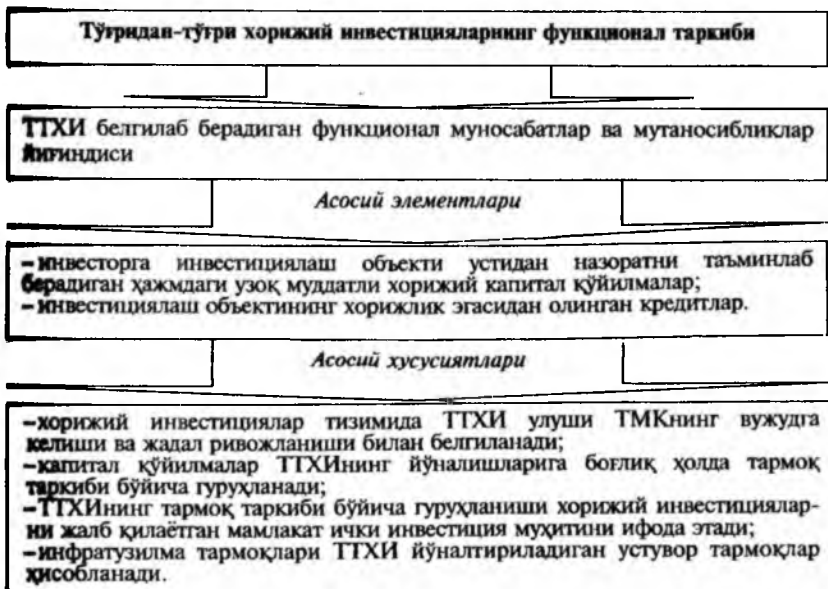 Тўғридан-тўғри хорижий инвестицияларнинг функционал таркиби
ТТХИ белгилаб берадиган функционал муносабатлар ва мутаносибликлар
йиғиндиси
Асосий элементлари
–инвесторга инвестициялаш объекти устидан назоратни таъминлаб
берадиган ҳажмдаги узоқ муддатли хорижий капитал қўйилмалар;
–инвестициялаш объектининг хорижлик эгасидан олинган кредитлар.
Асосий хусусиятлари
–хорижий инвестициялар тизимида ТТХИ улуши ТМКнинг вужудга
келиши ва жадал ривожланиши билан белгиланади;
–капитал қўйилмалар ТТХИнинг йўналишларига боғлиқ ҳолда тармоқ
таркиби бўйича гуруҳланади;
–ТТХИнинг тармоқ таркиби бўйича гуруҳланиши хорижий инвестицияляр-
ни жалб қилаётган мамлакат ички инвестиция муҳитини ифода этади;
–инфратузилма тармоқлари ТТХИ йўналтириладиган устувор тармоқлар
ҳисобланади.